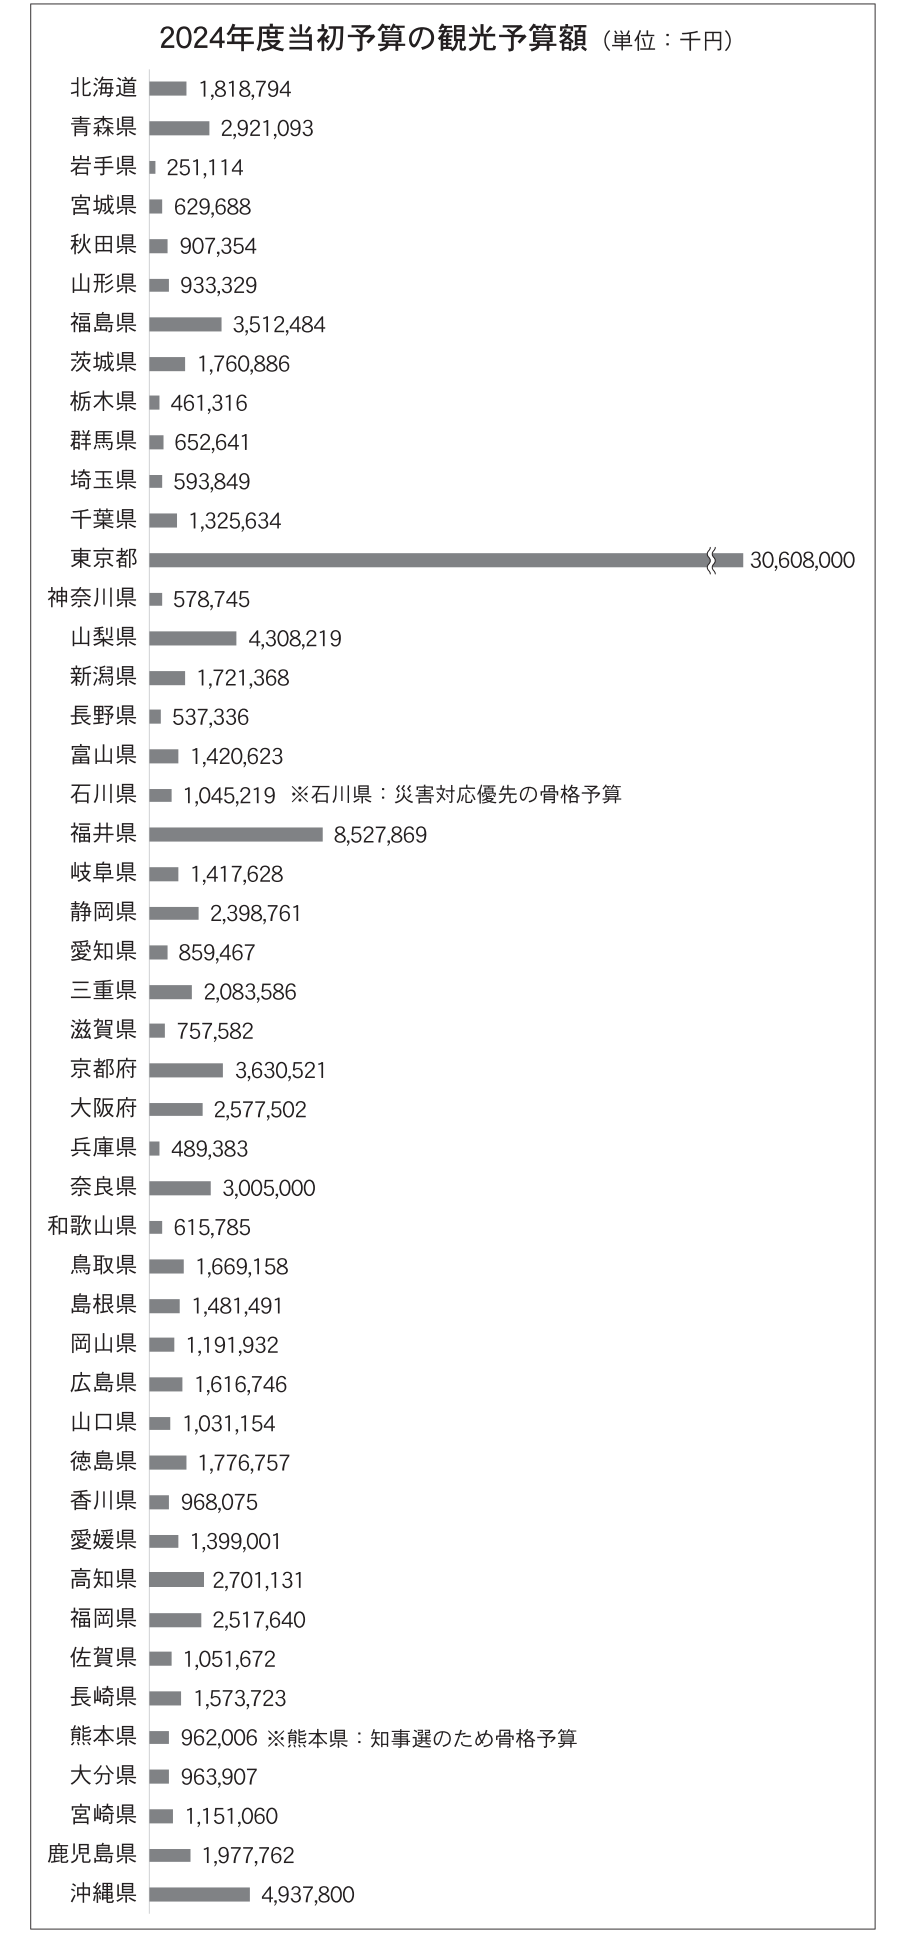 2024年度当初予算の観光予算額（単位：千円）
北海道 1,818,794
青森県 2,921,093
岩手県 251,114
宮城県 629,688
秋田県 907,354
山形県 933,329
福島県 3,512,484
茨城県 1,760,886
栃木県 461,316
群馬県 652,641
埼玉県 593,849
千葉県 1,325,634
東京都 30,608,000
神奈川県 578,745
山梨県 4,308,219
新潟県 1,721,368
長野県 537,336
富山県 1,420,623
石川県 1,045,219 ※石川県：災害対応優先の骨格予算
福井県 8,527,869
岐阜県 1,417,628
静岡県 2,398,761
愛知県 859,467
三重県 2,083,586
滋賀県 757,582
京都府 3,630,521
大阪府 2,577,502
兵庫県 489,383
奈良県 3,005,000
和歌山県 615,785
鳥取県 1,669,158
島根県 1,481,491
岡山県 1,191,932
広島県 1,616,746
山口県 1,031,154
徳島県 1,776,757
香川県 968,075
愛媛県 1,399,001
高知県 2,701,131
福岡県 2,517,640
佐賀県 1,051,672
長崎県 1,573,723
熊本県 962,006 ※熊本県：知事選のため骨格予算
大分県 963,907
宮崎県 1,151,060
鹿児島県 1,977,762
沖縄県 4,937,800